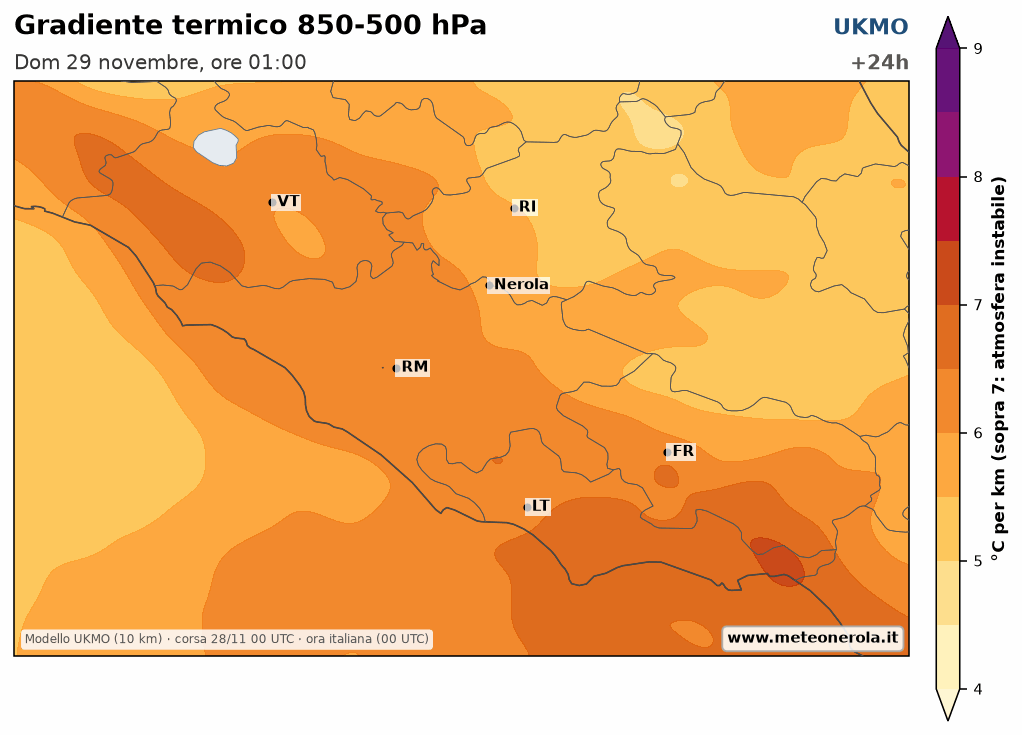 Gradiente termico 850-500 hPa
UKMO
Dom 29 novembre, ore 01:00
+24h
VT
RI
Nerola
RM
FR
LT
Modello UKMO (10 km) · corsa 28/11 00 UTC · ora italiana (00 UTC)
www.meteonerola.it
9
8
7
6
5
4
°C per km (sopra 7: atmosfera instabile)